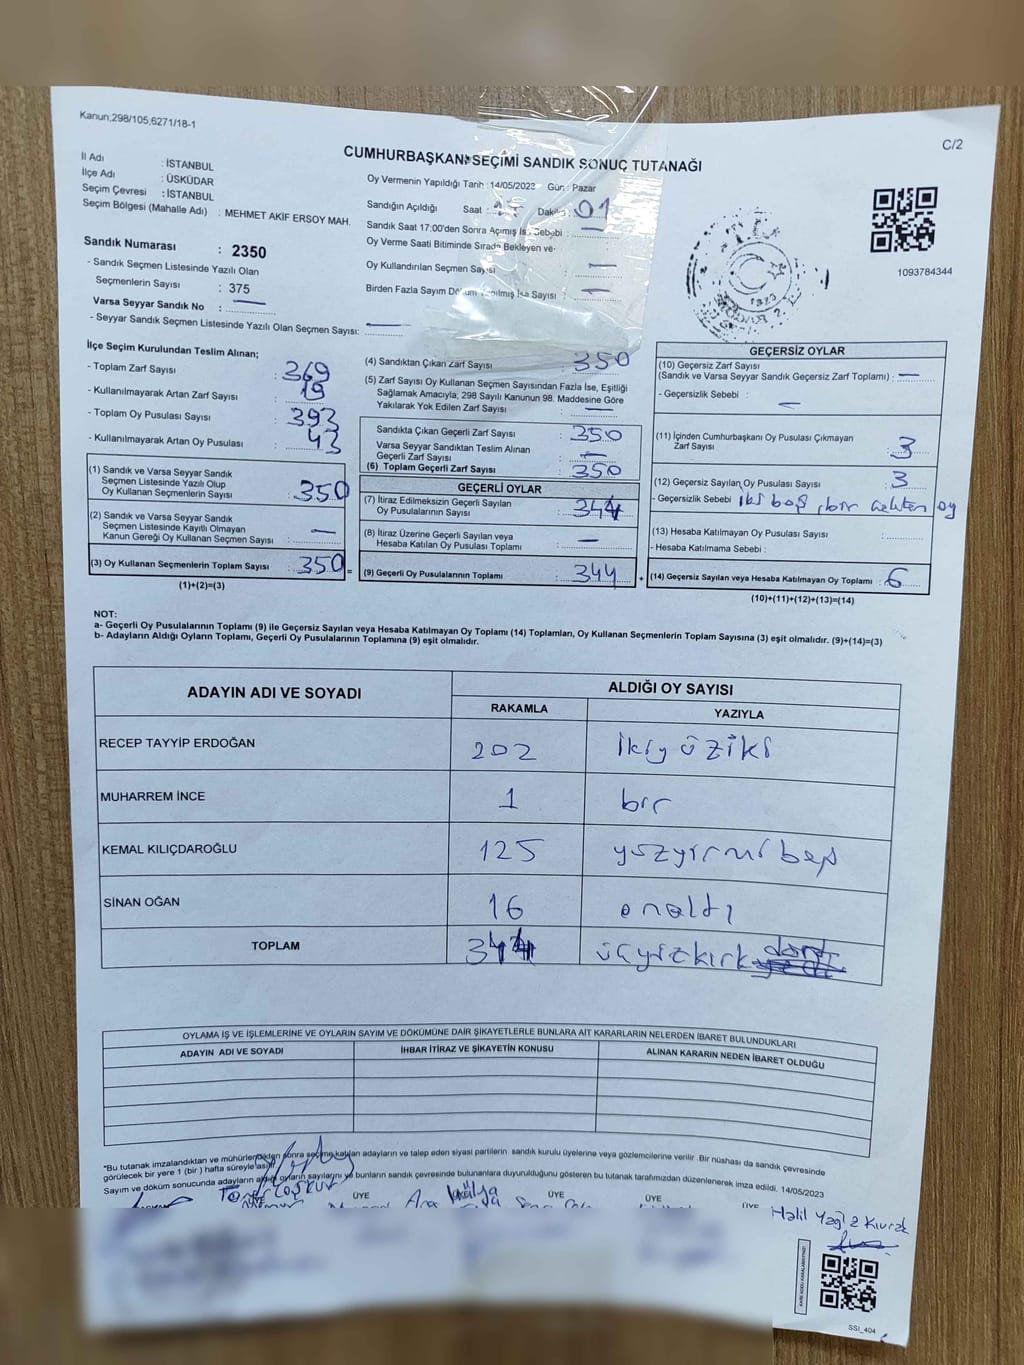 Kanun;298/105,6271/18-1
C/2
CUMHURBAŞKANI SEÇİMİ SANDIK SONUÇ TUTANAĞI
İl Adı : İSTANBUL
İlçe Adı : ÜSKÜDAR
Seçim Çevresi : İSTANBUL
Seçim Bölgesi (Mahalle Adı) : MEHMET AKİF ERSOY MAH.
Sandık Numarası : 2350
- Sandık Seçmen Listesinde Yazılı Olan
Seçmenlerin Sayısı : 375
Varsa Seyyar Sandık No : —
- Seyyar Sandık Seçmen Listesinde Yazılı Olan Seçmen Sayısı: —
Oy Vermenin Yapıldığı Tarih : 14/05/2023 Gün : Pazar
Sandığın Açıldığı Saat : 17 Dakika : 01
Sandık Saat 17:00'den Sonra Açılmış İse Sebebi : —
Oy Verme Saati Bitiminde Sırada Bekleyen ve
Oy Kullandırılan Seçmen Sayısı : —
Birden Fazla Sayım Döküm Yapılmış İse Sayısı : —
1093784344
İlçe Seçim Kurulundan Teslim Alınan;
- Toplam Zarf Sayısı : 369
- Kullanılmayarak Artan Zarf Sayısı : 19
- Toplam Oy Pusulası Sayısı : 393
- Kullanılmayarak Artan Oy Pusulası : 43
(1) Sandık ve Varsa Seyyar Sandık
Seçmen Listesinde Yazılı Olup
Oy Kullanan Seçmenlerin Sayısı : 350
(2) Sandık ve Varsa Seyyar Sandık
Seçmen Listesinde Kayıtlı Olmayan
Kanun Gereği Oy Kullanan Seçmen Sayısı : —
(3) Oy Kullanan Seçmenlerin Toplam Sayısı : 350 =
(1)+(2)=(3)
(4) Sandıktan Çıkan Zarf Sayısı : 350
(5) Zarf Sayısı Oy Kullanan Seçmen Sayısından Fazla İse, Eşitliği
Sağlamak Amacıyla; 298 Sayılı Kanunun 98. Maddesine Göre
Yakılarak Yok Edilen Zarf Sayısı : —
Sandıkta Çıkan Geçerli Zarf Sayısı : 350
Varsa Seyyar Sandıktan Teslim Alınan
Geçerli Zarf Sayısı : —
(6) Toplam Geçerli Zarf Sayısı : 350
GEÇERLİ OYLAR
(7) İtiraz Edilmeksizin Geçerli Sayılan
Oy Pusulalarının Sayısı : 344
(8) İtiraz Üzerine Geçerli Sayılan veya
Hesaba Katılan Oy Pusulası Toplamı : —
(9) Geçerli Oy Pusulalarının Toplamı : 344 +
GEÇERSİZ OYLAR
(10) Geçersiz Zarf Sayısı
(Sandık ve Varsa Seyyar Sandık Geçersiz Zarf Toplamı) : —
- Geçersizlik Sebebi : —
(11) İçinden Cumhurbaşkanı Oy Pusulası Çıkmayan
Zarf Sayısı : 3
(12) Geçersiz Sayılan Oy Pusulası Sayısı : 3
- Geçersizlik Sebebi : iki boş, bir oy
(13) Hesaba Katılmayan Oy Pusulası Sayısı :
- Hesaba Katılmama Sebebi :
(14) Geçersiz Sayılan veya Hesaba Katılmayan Oy Toplamı : 6
(10)+(11)+(12)+(13)=(14)
NOT:
a- Geçerli Oy Pusulalarının Toplamı (9) ile Geçersiz Sayılan veya Hesaba Katılmayan Oy Toplamı (14) Toplamları, Oy Kullanan Seçmenlerin Toplam Sayısına (3) eşit olmalıdır. (9)+(14)=(3)
b- Adayların Aldığı Oyların Toplamı, Geçerli Oy Pusulalarının Toplamına (9) eşit olmalıdır.
ADAYIN ADI VE SOYADI
ALDIĞI OY SAYISI
RAKAMLA YAZIYLA
RECEP TAYYİP ERDOĞAN 202 ikiyüziki
MUHARREM İNCE 1 bir
KEMAL KILIÇDAROĞLU 125 yüzyirmibeş
SİNAN OĞAN 16 onaltı
TOPLAM 344 üçyüzkırkdört
OYLAMA İŞ VE İŞLEMLERİNE VE OYLARIN SAYIM VE DÖKÜMÜNE DAİR ŞİKAYETLERLE BUNLARA AİT KARARLARIN NELERDEN İBARET BULUNDUKLARI
ADAYIN ADI VE SOYADI İHBAR İTİRAZ VE ŞİKAYETİN KONUSU ALINAN KARARIN NEDEN İBARET OLDUĞU
*Bu tutanak imzalandıktan ve mühürlendikten sonra seçime katılan adayların ve talep eden siyasi partilerin sandık kurulu üyelerine veya gözlemcilerine verilir .Bir nüshası da sandık çevresinde
görülecek bir yere 1 (bir ) hafta süreyle asılır.
Sayım ve döküm sonucunda adayların aldığı oyların sayılarını ve bunların sandık çevresinde bulunanlara duyurulduğunu gösteren bu tutanak tarafımızdan düzenlenerek imza edildi. 14/05/2023
ÜYE ÜYE ÜYE ÜYE ÜYE
Halil Yağız Kıvrak
SSİ_404